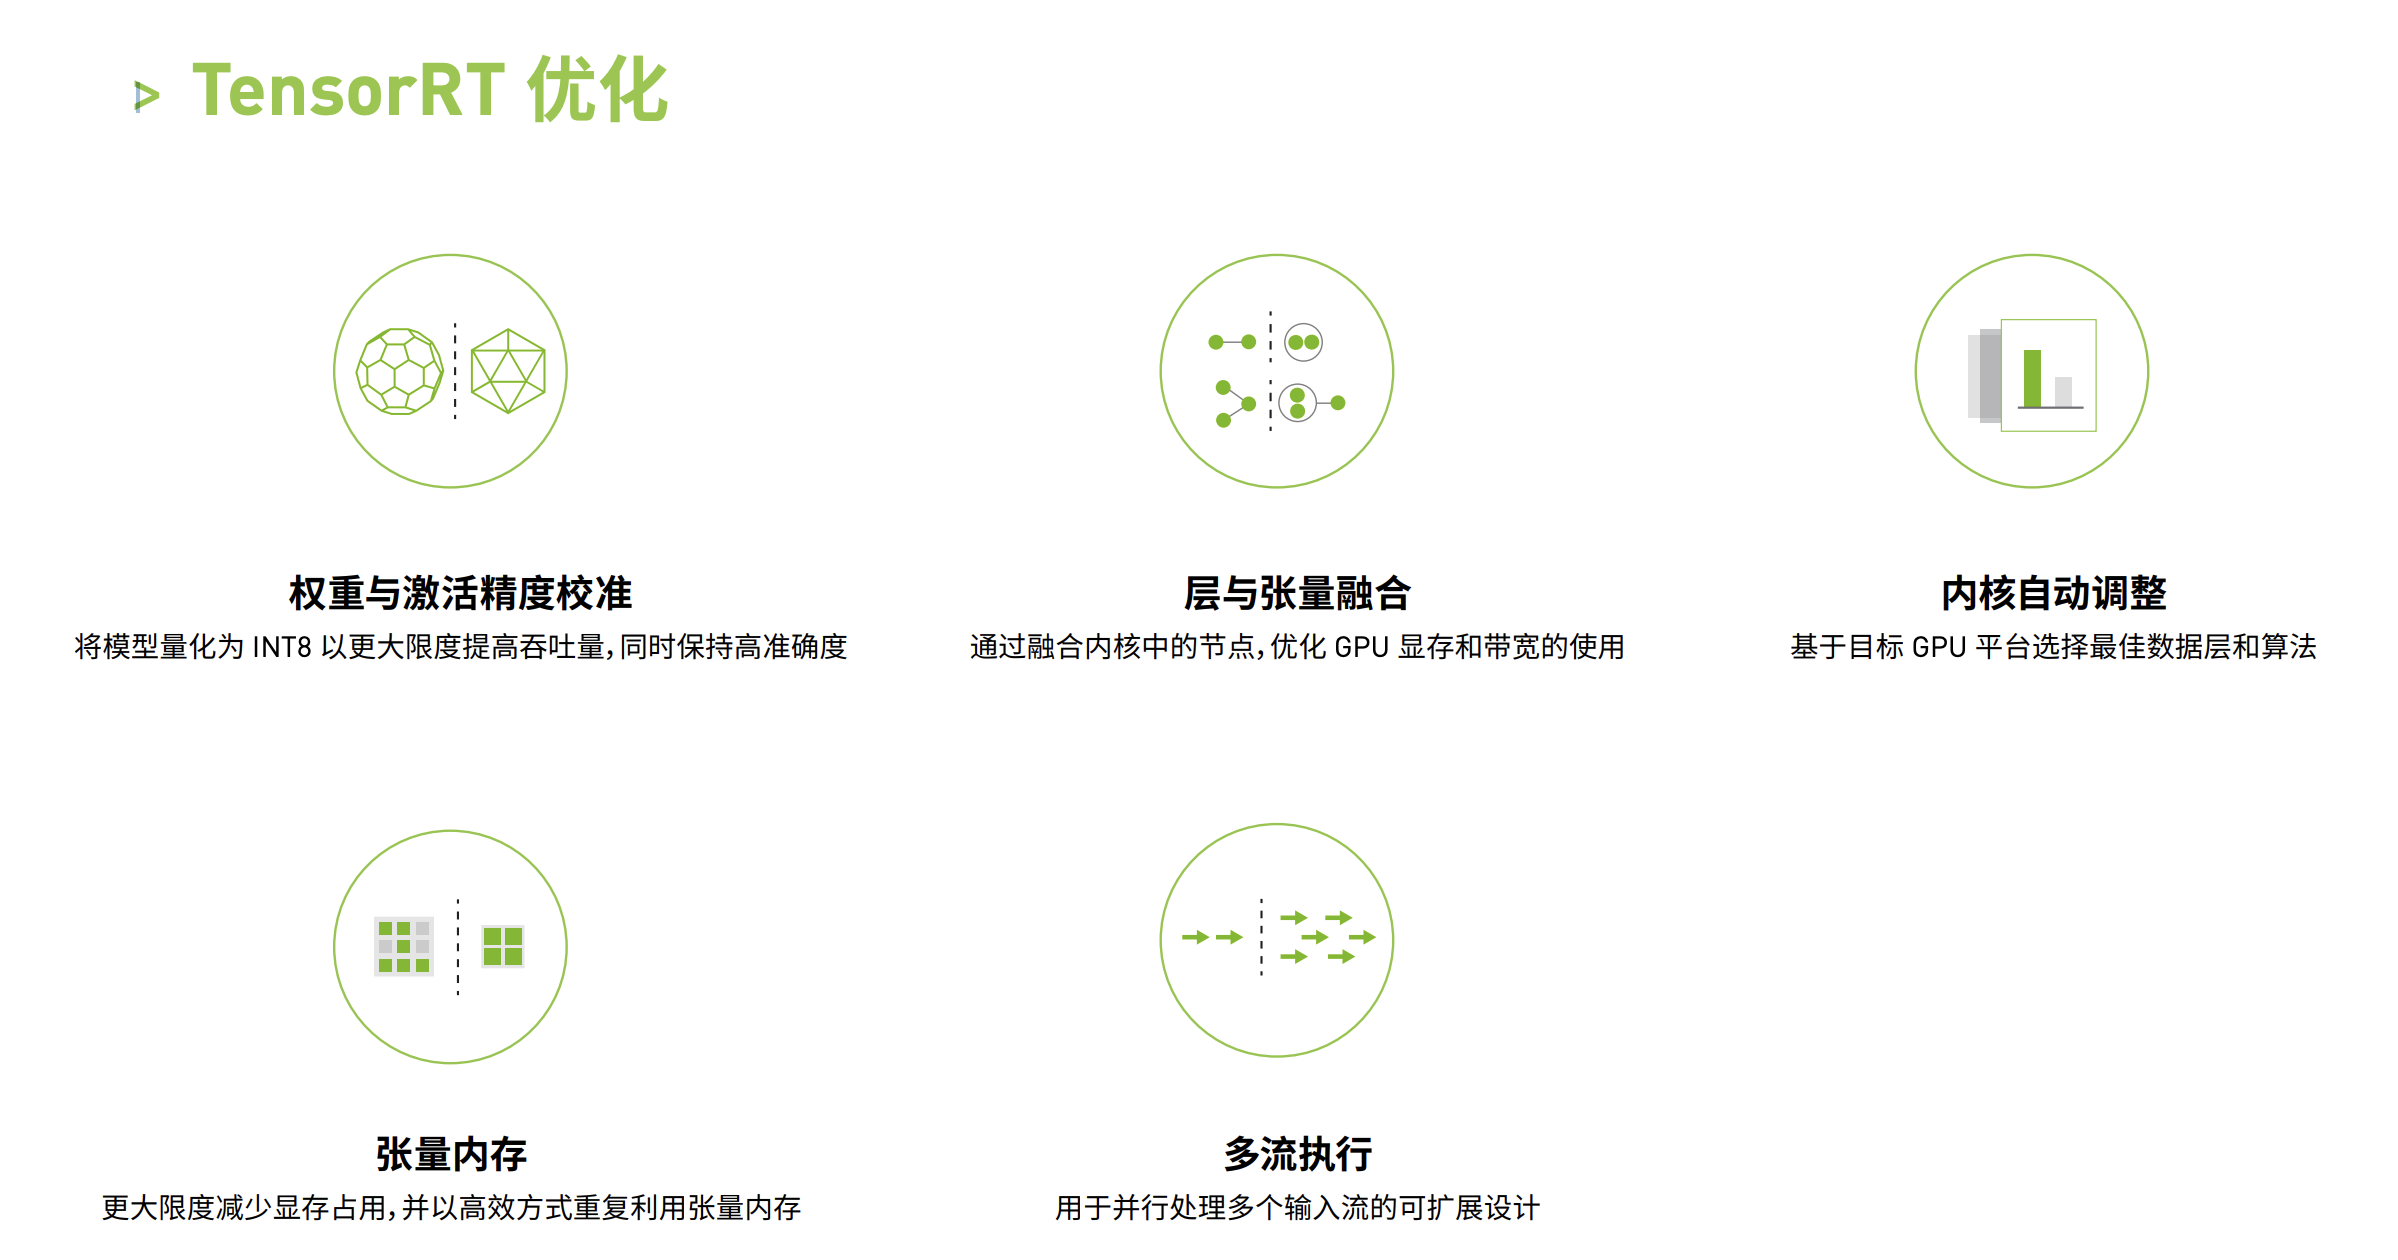 > TensorRT 优化
权重与激活精度校准
将模型量化为 INT8 以更大限度提高吞吐量，同时保持高准确度
层与张量融合
通过融合内核中的节点，优化 GPU 显存和带宽的使用
内核自动调整
基于目标 GPU 平台选择最佳数据层和算法
张量内存
更大限度减少显存占用，并以高效方式重复利用张量内存
多流执行
用于并行处理多个输入流的可扩展设计